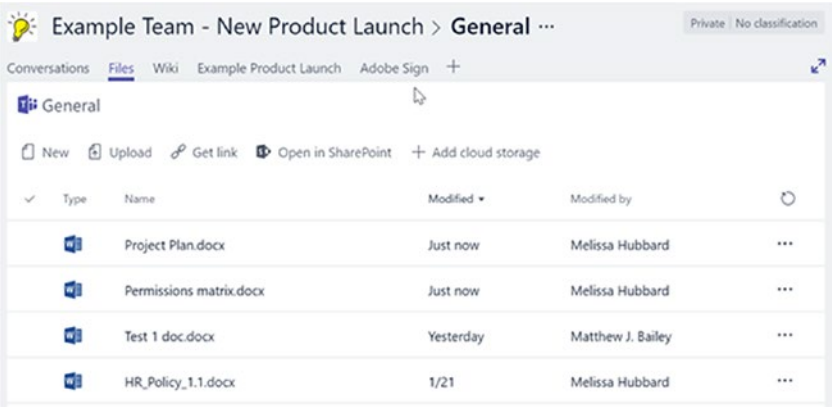 Example Team - New Product Launch > General ···
Private | No classification
Conversations Files Wiki Example Product Launch Adobe Sign +
General
New Upload Get link Open in SharePoint + Add cloud storage
Type Name Modified Modified by
Project Plan.docx Just now Melissa Hubbard ···
Permissions matrix.docx Just now Melissa Hubbard ···
Test 1 doc.docx Yesterday Matthew J. Bailey ···
HR_Policy_1.1.docx 1/21 Melissa Hubbard ···